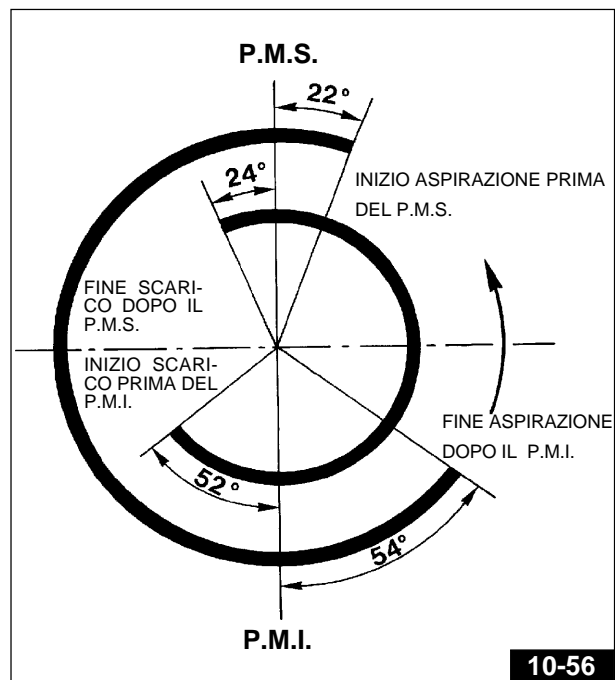 P.M.S.
22°
24°
INIZIO ASPIRAZIONE PRIMA
DEL P.M.S.
FINE SCARI-
CO DOPO IL
P.M.S.
INIZIO SCARI-
CO PRIMA DEL
P.M.I.
FINE ASPIRAZIONE
DOPO IL P.M.I.
52°
54°
P.M.I.
10-56